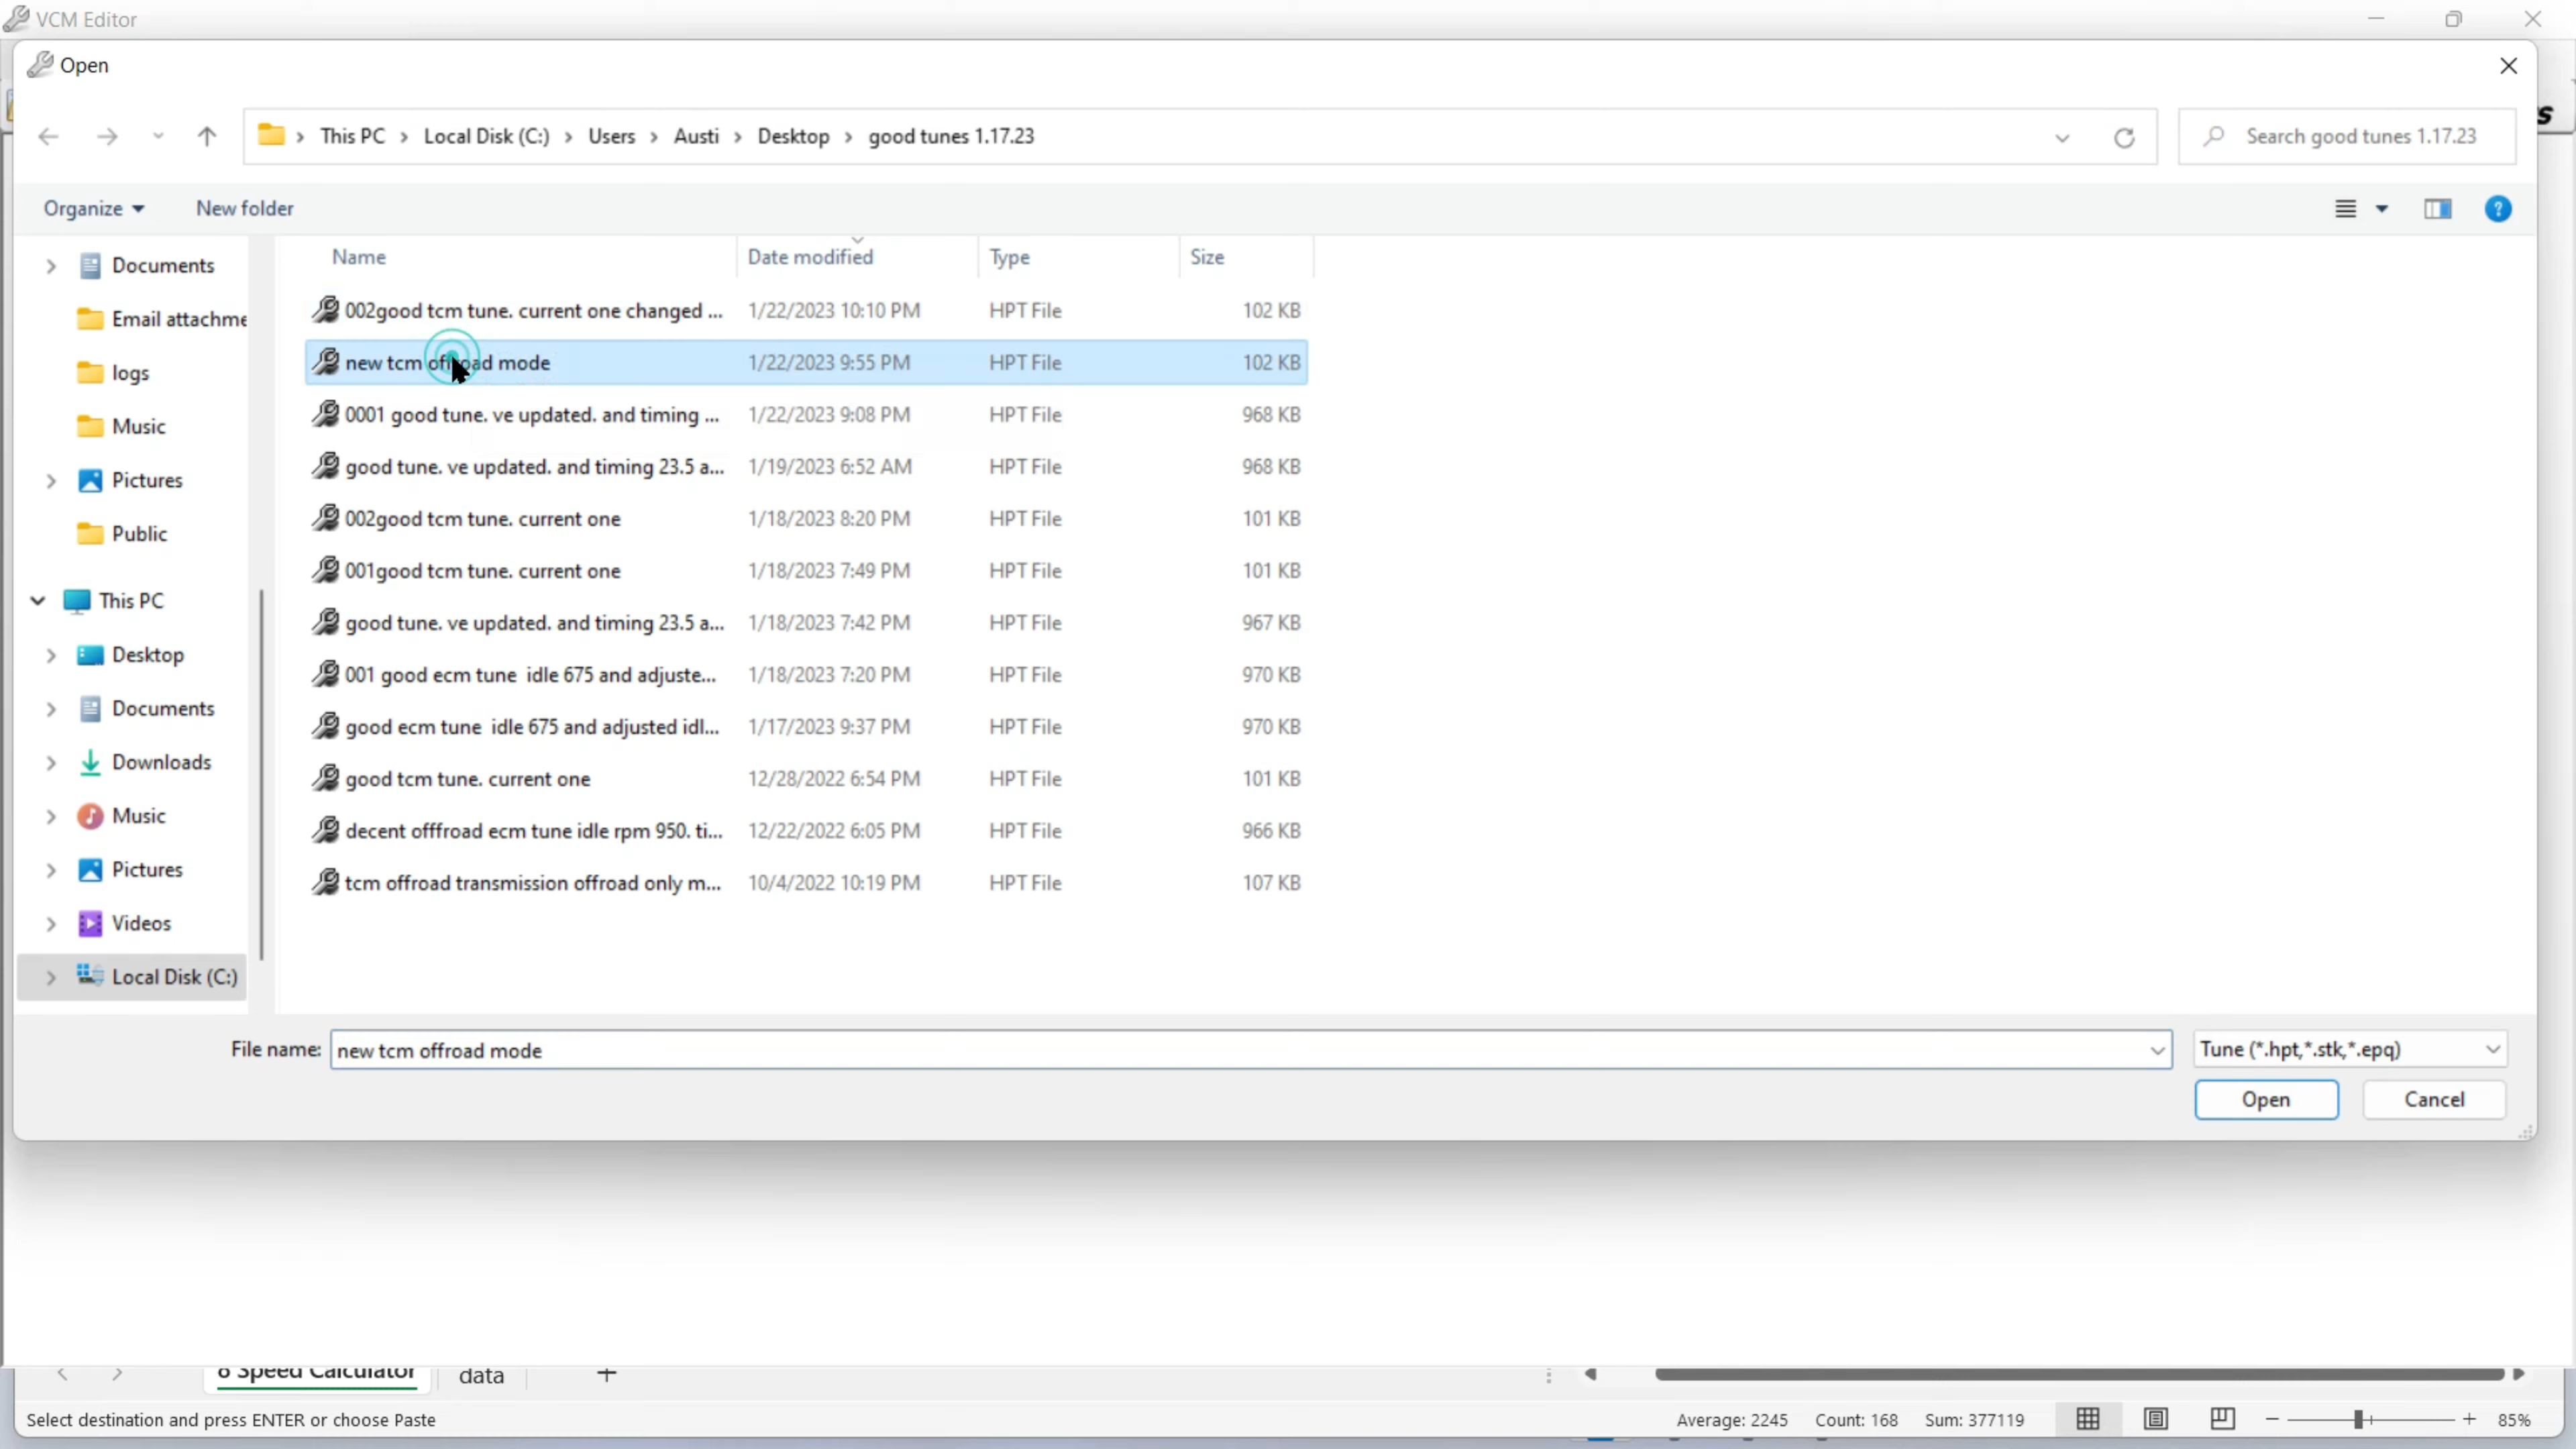 VCM Editor
Open
This PC > Local Disk (C:) > Users > Austi > Desktop > good tunes 1.17.23
Search good tunes 1.17.23
Organize
New folder
Name Date modified Type Size
Documents
Email attachme
logs
Music
Pictures
Public
This PC
Desktop
Documents
Downloads
Music
Pictures
Videos
Local Disk (C:)
002good tcm tune. current one changed ... 1/22/2023 10:10 PM HPT File 102 KB
new tcm offroad mode 1/22/2023 9:55 PM HPT File 102 KB
0001 good tune. ve updated. and timing ... 1/22/2023 9:08 PM HPT File 968 KB
good tune. ve updated. and timing 23.5 a... 1/19/2023 6:52 AM HPT File 968 KB
002good tcm tune. current one 1/18/2023 8:20 PM HPT File 101 KB
001good tcm tune. current one 1/18/2023 7:49 PM HPT File 101 KB
good tune. ve updated. and timing 23.5 a... 1/18/2023 7:42 PM HPT File 967 KB
001 good ecm tune idle 675 and adjuste... 1/18/2023 7:20 PM HPT File 970 KB
good ecm tune idle 675 and adjusted idl... 1/17/2023 9:37 PM HPT File 970 KB
good tcm tune. current one 12/28/2022 6:54 PM HPT File 101 KB
decent offfroad ecm tune idle rpm 950. ti... 12/22/2022 6:05 PM HPT File 966 KB
tcm offroad transmission offroad only m... 10/4/2022 10:19 PM HPT File 107 KB
File name: new tcm offroad mode
Tune (*.hpt,*.stk,*.epq)
Open Cancel
Speed Calculator data
Select destination and press ENTER or choose Paste
Average: 2245 Count: 168 Sum: 377119 85%